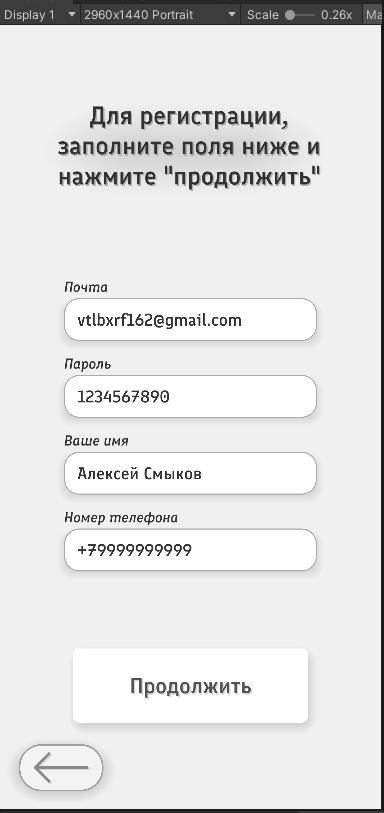 Display 1
2960x1440 Portrait
Scale
0.26x
Ma
Для регистрации,
заполните поля ниже и
нажмите "продолжить"
Почта
vtlbxrf162@gmail.com
Пароль
1234567890
Ваше имя
Алексей Смыков
Номер телефона
+79999999999
Продолжить